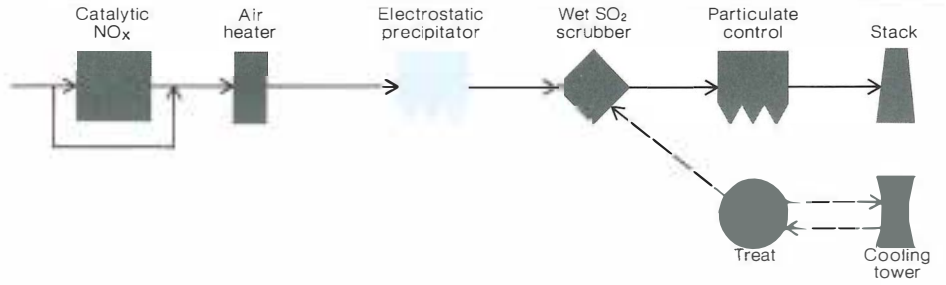 Catalytic
NOx
Air
heater
Electrostatic
precipitator
Wet SO₂
scrubber
Particulate
control
Stack
Treat
Cooling
tower